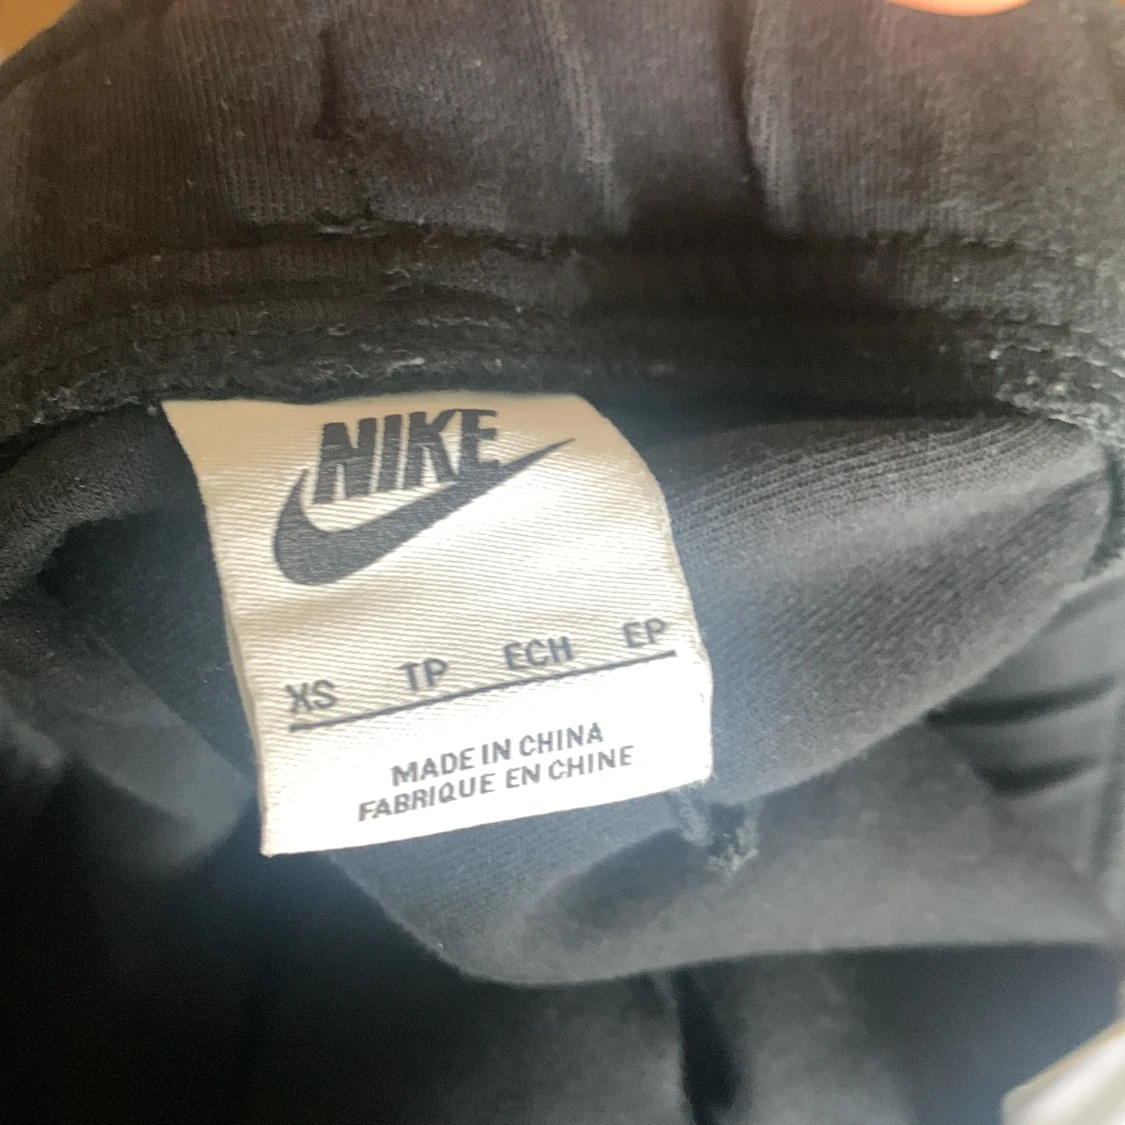 NIKE
XS TP ECH EP
MADE IN CHINA
FABRIQUE EN CHINE